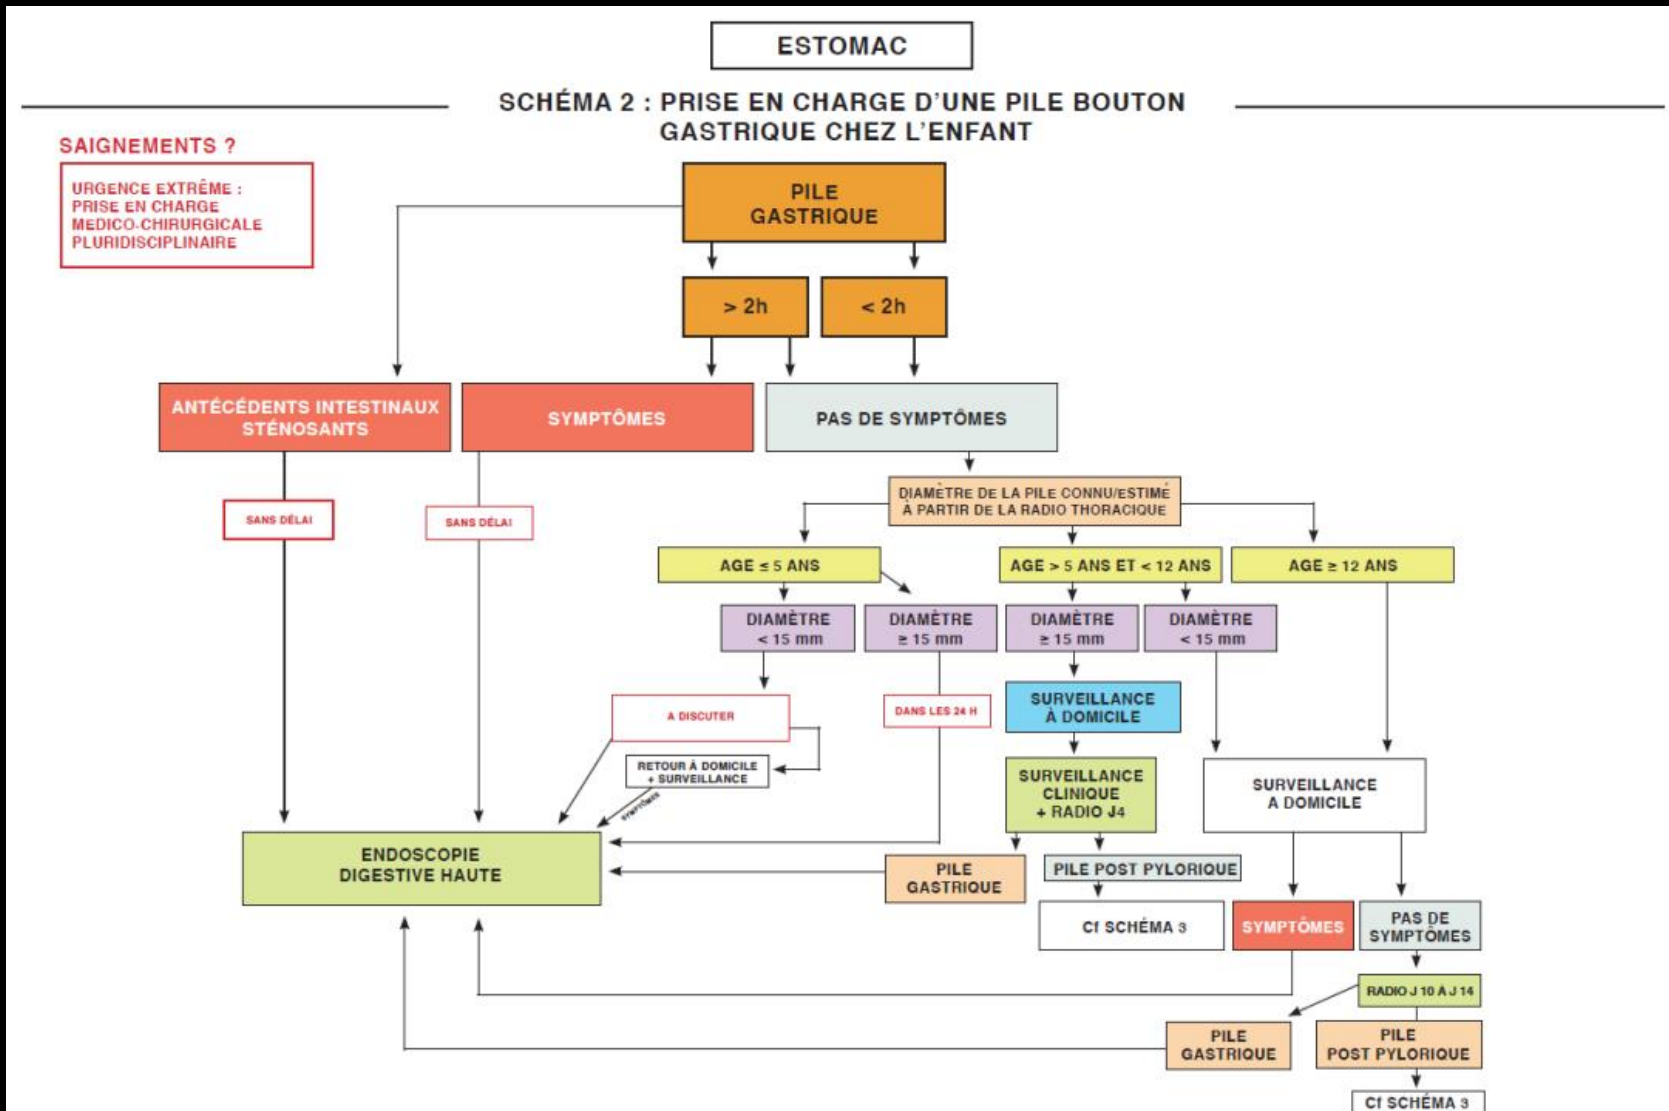 ESTOMAC
SCHÉMA 2 : PRISE EN CHARGE D'UNE PILE BOUTON
GASTRIQUE CHEZ L'ENFANT
SAIGNEMENTS ?
URGENCE EXTRÊME :
PRISE EN CHARGE
MEDICO-CHIRURGICALE
PLURIDISCIPLINAIRE
PILE
GASTRIQUE
> 2h
< 2h
ANTÉCÉDENTS INTESTINAUX
STÉNOSANTS
SYMPTÔMES
PAS DE SYMPTÔMES
SANS DÉLAI
SANS DÉLAI
DIAMÈTRE DE LA PILE CONNU/ESTIMÉ
À PARTIR DE LA RADIO THORACIQUE
AGE ≤ 5 ANS
AGE > 5 ANS ET < 12 ANS
AGE ≥ 12 ANS
DIAMÈTRE
< 15 mm
DIAMÈTRE
≥ 15 mm
DIAMÈTRE
≥ 15 mm
DIAMÈTRE
< 15 mm
A DISCUTER
DANS LES 24 H
SURVEILLANCE
À DOMICILE
RETOUR À DOMICILE
+ SURVEILLANCE
SYMPTÔMES
SURVEILLANCE
CLINIQUE
+ RADIO J4
SURVEILLANCE
A DOMICILE
ENDOSCOPIE
DIGESTIVE HAUTE
PILE
GASTRIQUE
PILE POST PYLORIQUE
Cf SCHÉMA 3
SYMPTÔMES
PAS DE
SYMPTÔMES
RADIO J 10 À J 14
PILE
GASTRIQUE
PILE
POST PYLORIQUE
Cf SCHÉMA 3